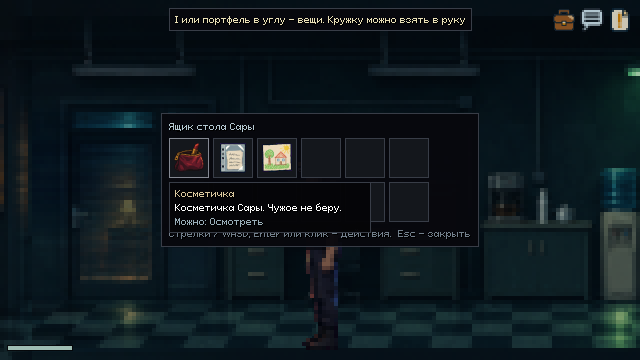 I или портфель в углу — вещи. Кружку можно взять в руку
Ящик стола Сары
Косметичка
Косметичка Сары. Чужое не беру.
Можно: Осмотреть
Стрелки / WASD, Enter или клик — действия. Esc — закрыть